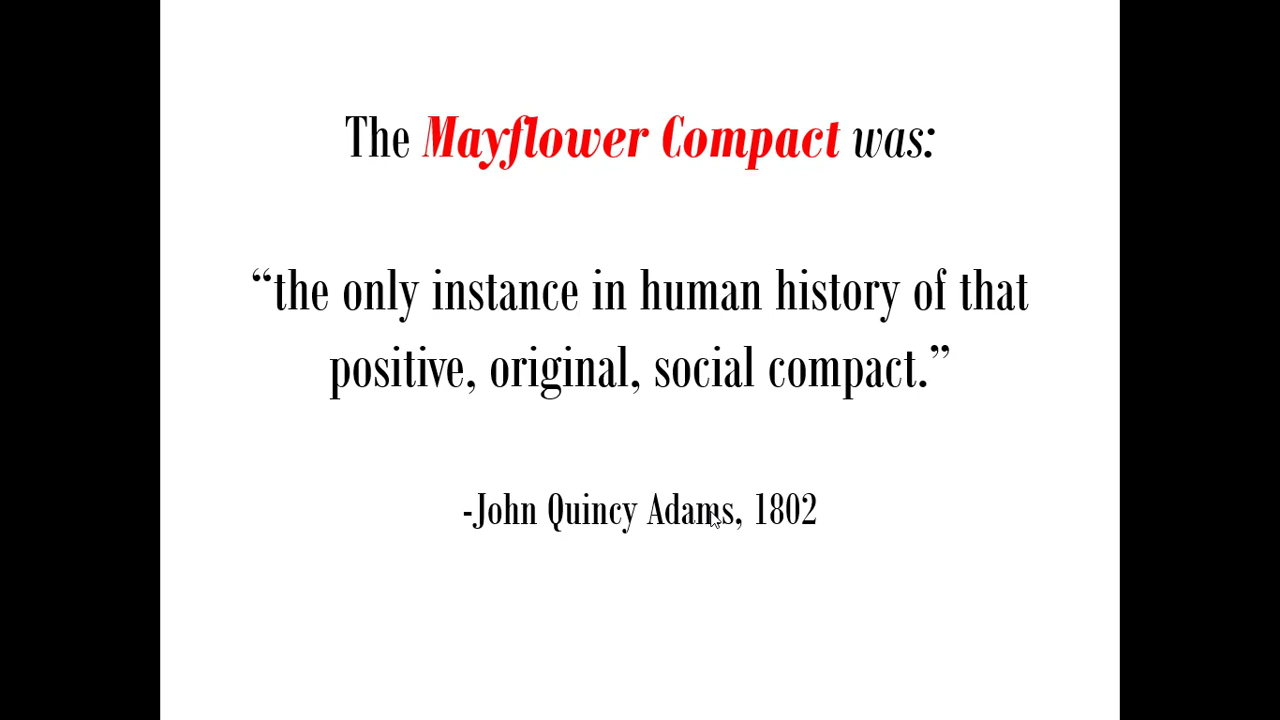 The Mayflower Compact was:
“the only instance in human history of that
positive, original, social compact.”
-John Quincy Adams, 1802